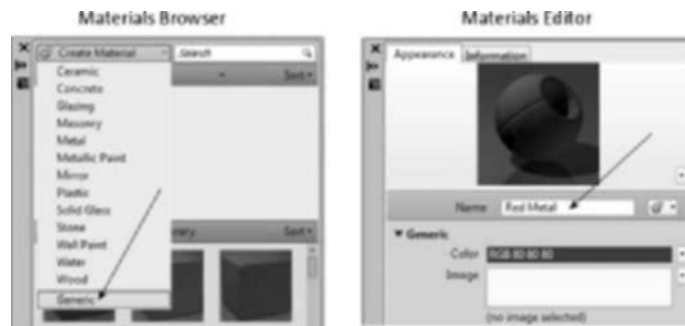 Materials Browser
Create Material
Search
Sort
Ceramic
Concrete
Glazing
Masonry
Metal
Metallic Paint
Mirror
Plastic
Solid Glass
Stone
Wall Paint
Water
Wood
Generic
Sort
Materials Editor
Appearance Information
Name Red Metal
Generic
Color RGB 80 80 80
Image
(no image selected)